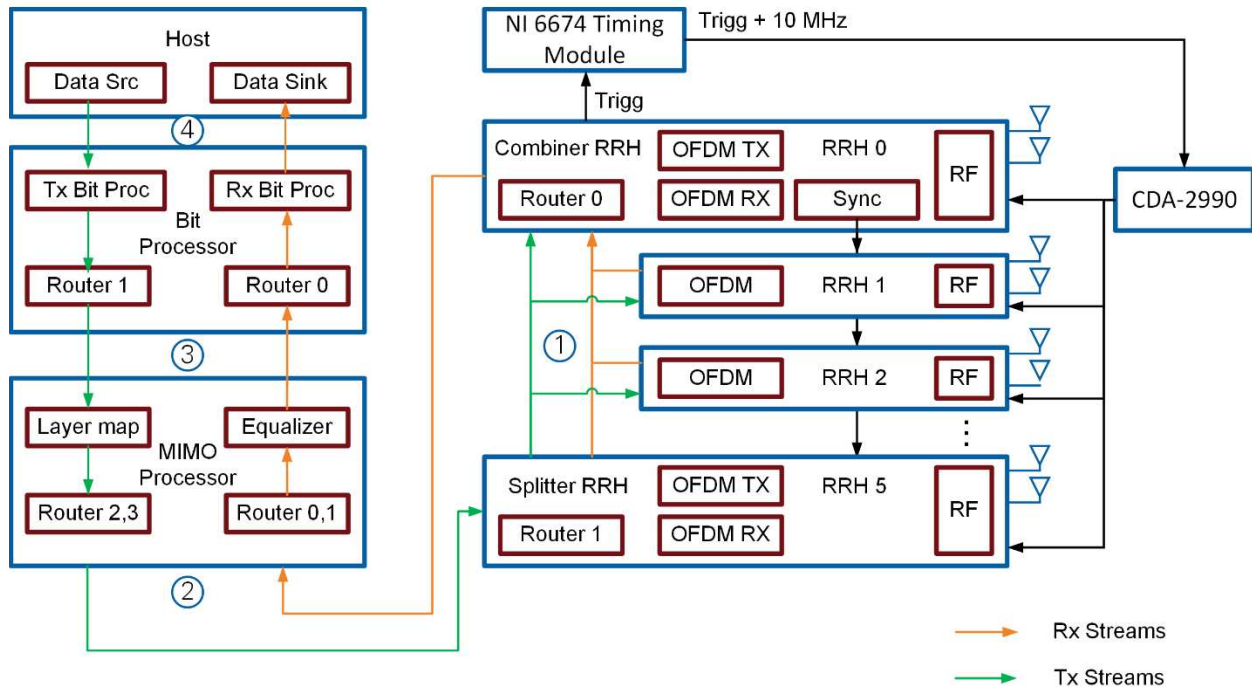 Host
Data Src
Data Sink
4
Tx Bit Proc
Rx Bit Proc
Bit
Processor
Router 1
Router 0
3
Layer map
Equalizer
MIMO
Processor
Router 2,3
Router 0,1
2
NI 6674 Timing
Module
Trigg + 10 MHz
Trigg
Combiner RRH
OFDM TX
RRH 0
RF
Router 0
OFDM RX
Sync
CDA-2990
OFDM
RRH 1
RF
1
OFDM
RRH 2
RF
Splitter RRH
OFDM TX
RRH 5
RF
Router 1
OFDM RX
Rx Streams
Tx Streams